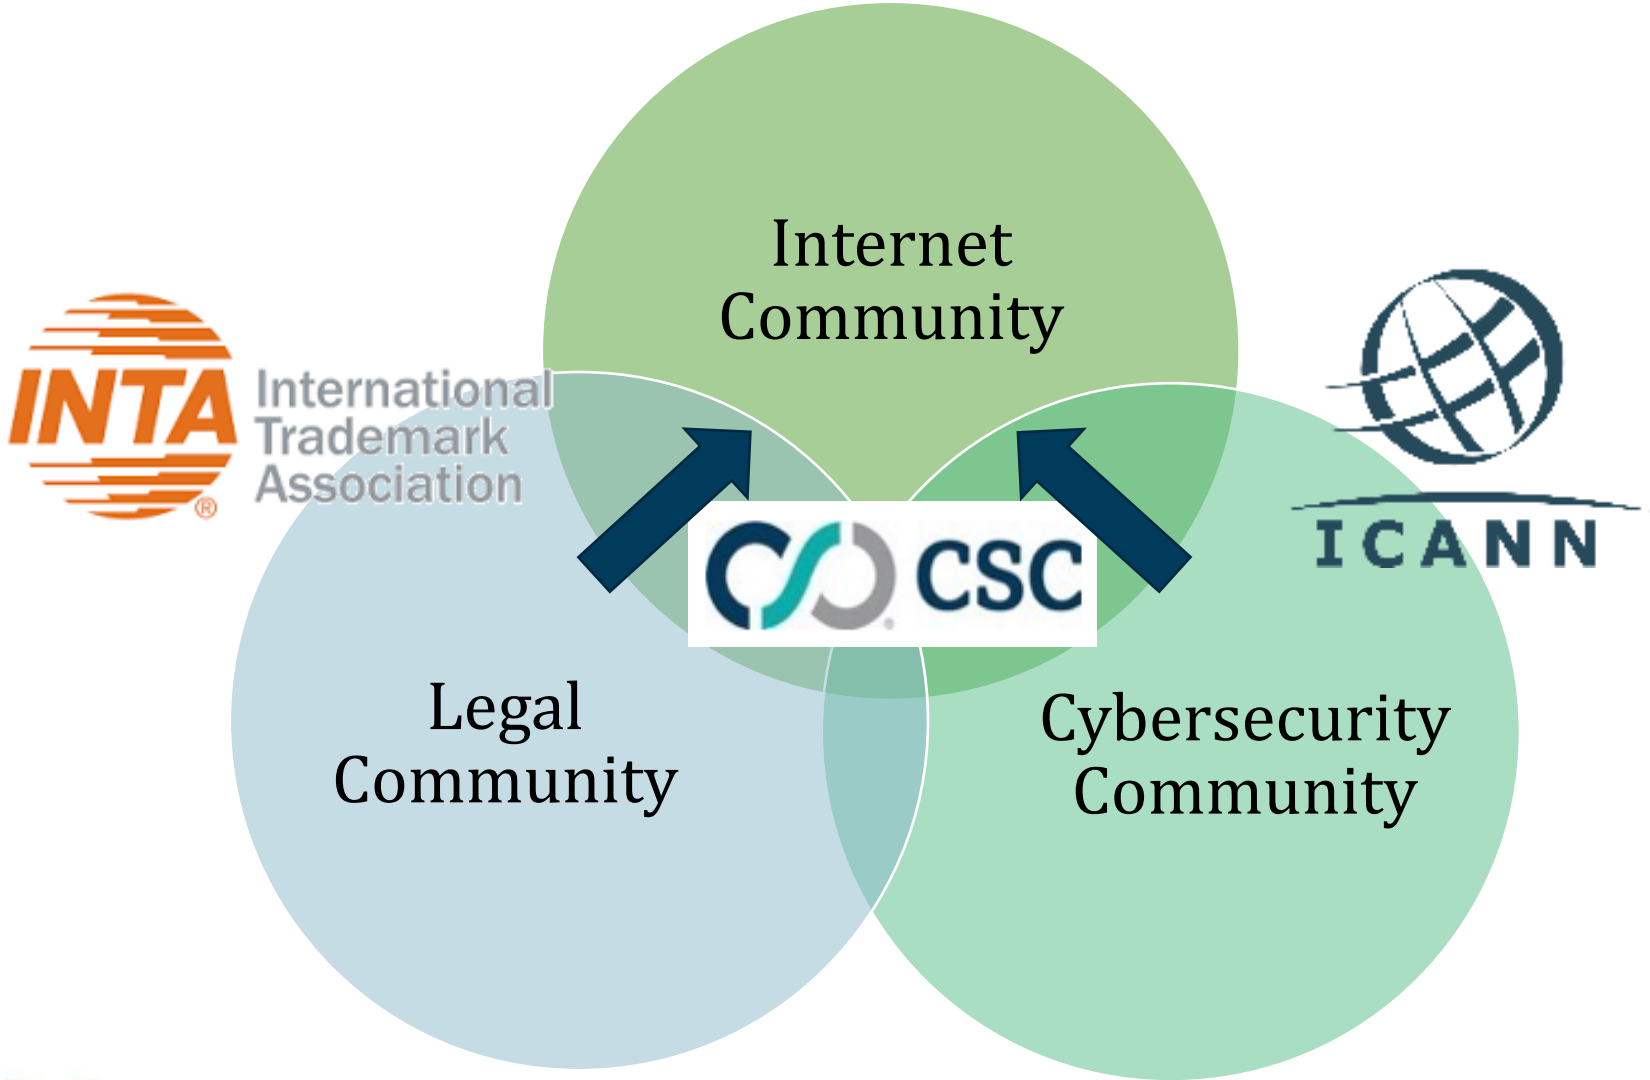 Internet
Community
INTA
International
Trademark
Association
®
ICANN
CSC
Legal
Community
Cybersecurity
Community